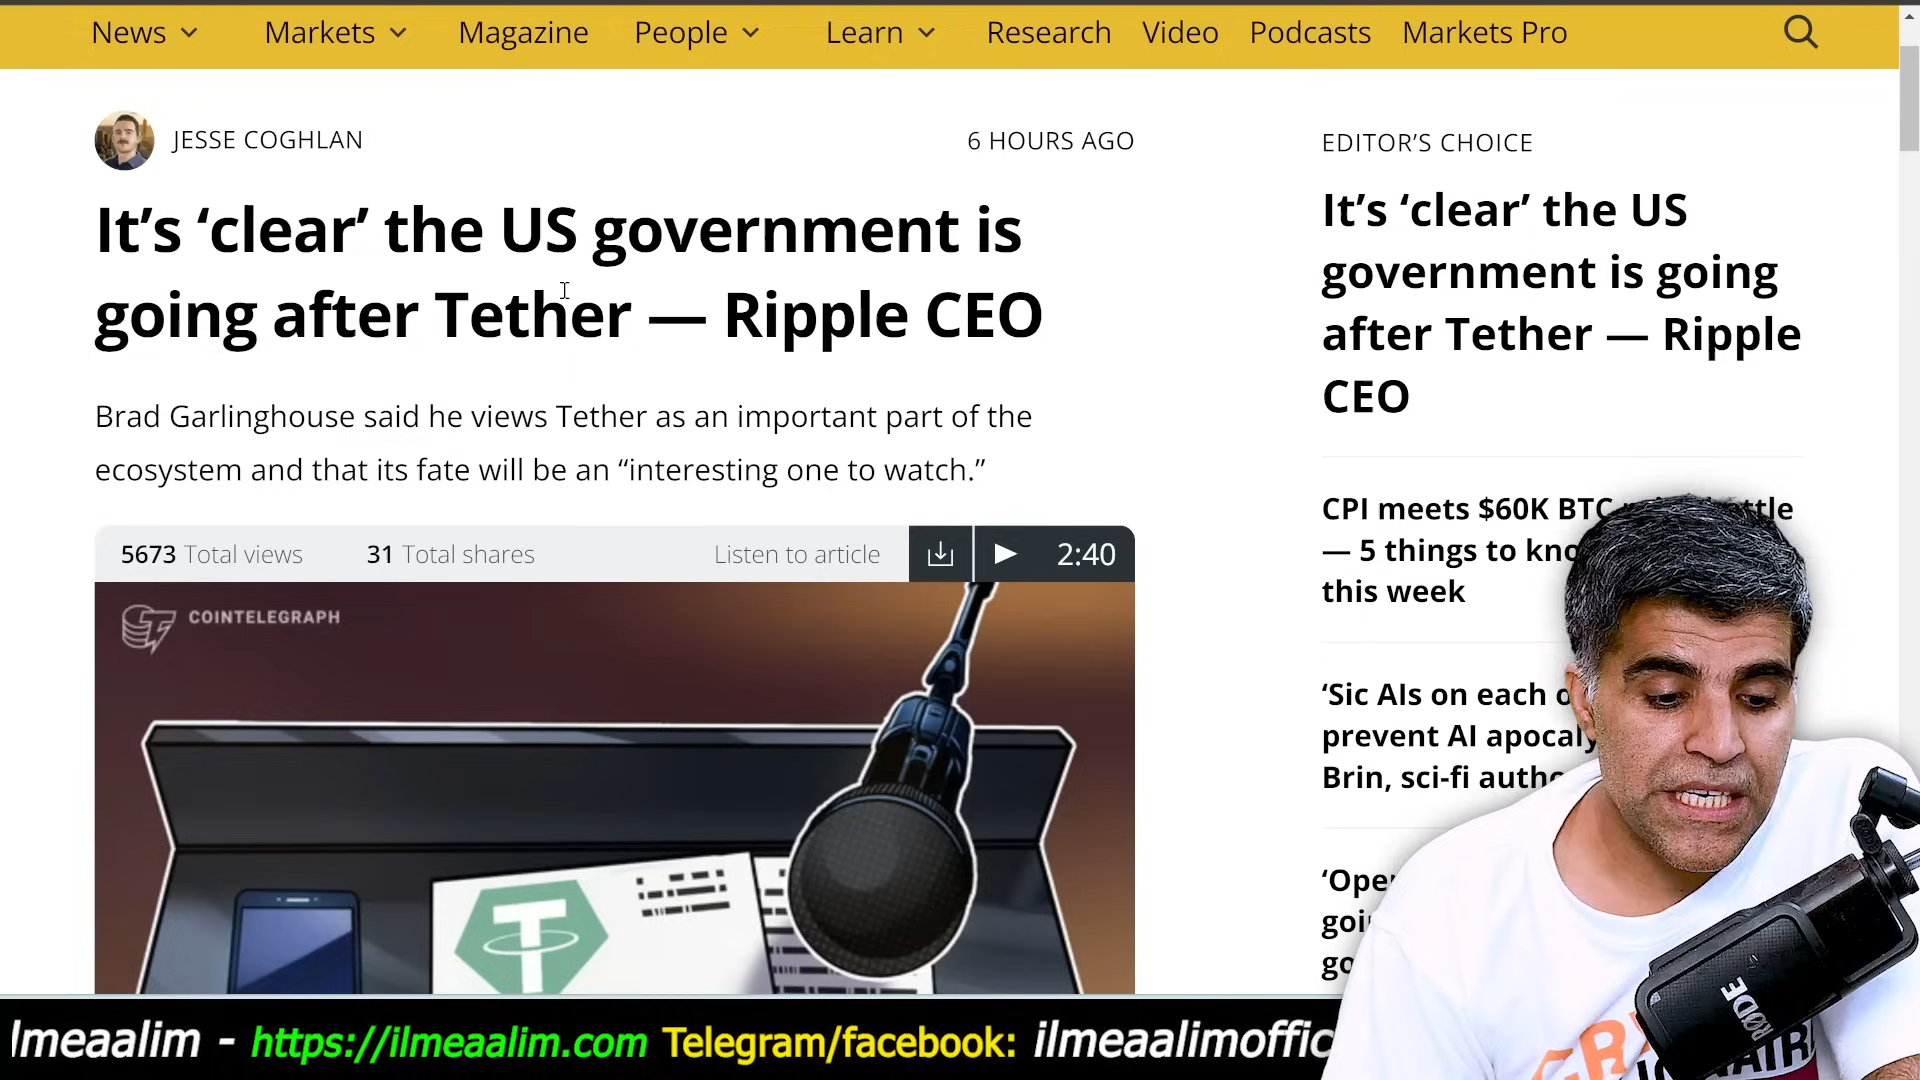 News Markets Magazine People Learn Research Video Podcasts Markets Pro
JESSE COGHLAN
6 HOURS AGO
It’s ‘clear’ the US government is
going after Tether — Ripple CEO
Brad Garlinghouse said he views Tether as an important part of the
ecosystem and that its fate will be an “interesting one to watch.”
5673 Total views 31 Total shares Listen to article 2:40
COINTELEGRAPH
EDITOR’S CHOICE
It’s ‘clear’ the US
government is going
after Tether — Ripple
CEO
CPI meets $60K BTC
— 5 things to
this week
‘Sic AIs on each
prevent AI
Brin, sci-fi
RØDE
lmeaalim - https://ilmeaalim.com Telegram/facebook: ilmeaalimoffic